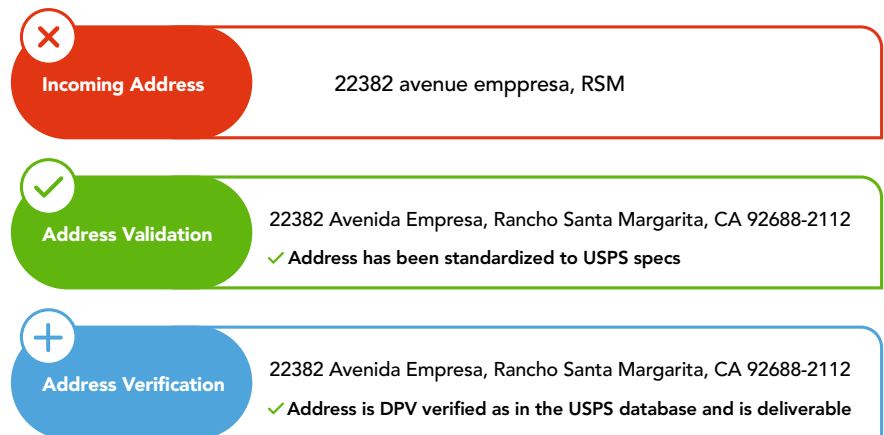 Incoming Address
22382 avenue emppresa, RSM
Address Validation
22382 Avenida Empresa, Rancho Santa Margarita, CA 92688-2112
Address has been standardized to USPS specs
Address Verification
22382 Avenida Empresa, Rancho Santa Margarita, CA 92688-2112
Address is DPV verified as in the USPS database and is deliverable